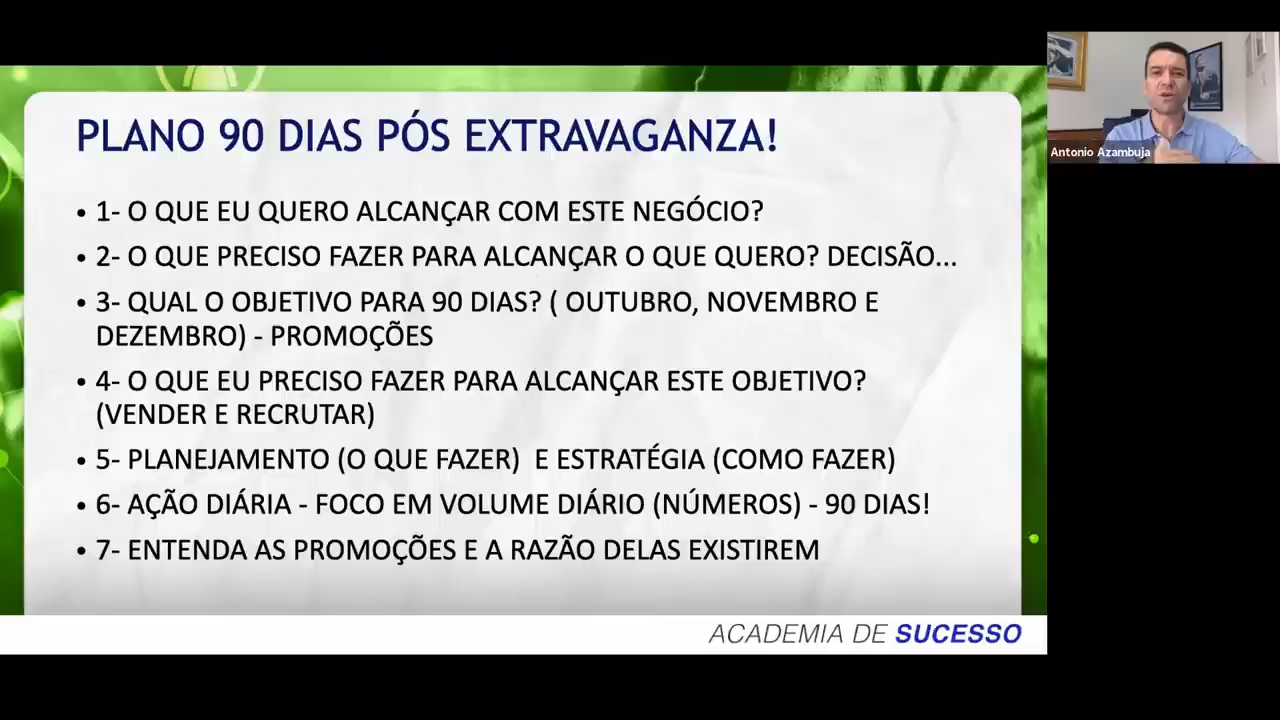 PLANO 90 DIAS PÓS EXTRAVAGANZA!
• 1- O QUE EU QUERO ALCANÇAR COM ESTE NEGÓCIO?
• 2- O QUE PRECISO FAZER PARA ALCANÇAR O QUE QUERO? DECISÃO...
• 3- QUAL O OBJETIVO PARA 90 DIAS? ( OUTUBRO, NOVEMBRO E
DEZEMBRO) - PROMOÇÕES
• 4- O QUE EU PRECISO FAZER PARA ALCANÇAR ESTE OBJETIVO?
(VENDER E RECRUTAR)
• 5- PLANEJAMENTO (O QUE FAZER)  E ESTRATÉGIA (COMO FAZER)
• 6- AÇÃO DIÁRIA - FOCO EM VOLUME DIÁRIO (NÚMEROS) - 90 DIAS!
• 7- ENTENDA AS PROMOÇÕES E A RAZÃO DELAS EXISTIREM
ACADEMIA DE SUCESSO
Antonio Azambuja